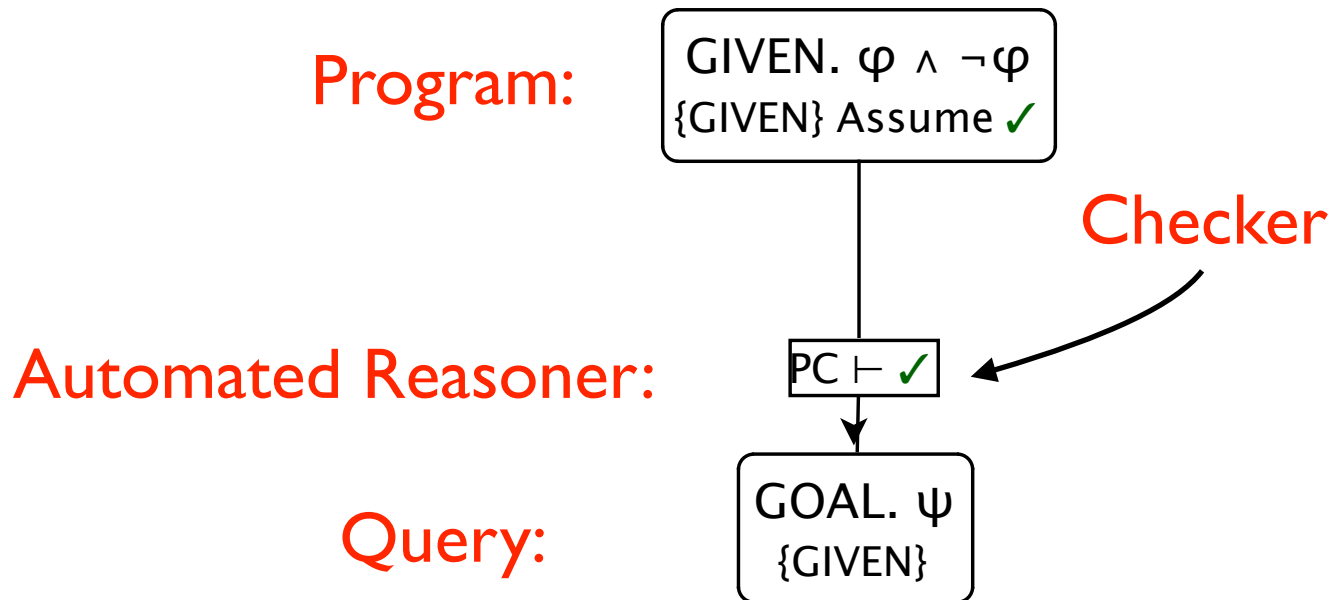 Program:
GIVEN. φ ∧ ¬φ
{GIVEN} Assume ✓
Checker
Automated Reasoner:
PC ⊢ ✓
Query:
GOAL. ψ
{GIVEN}